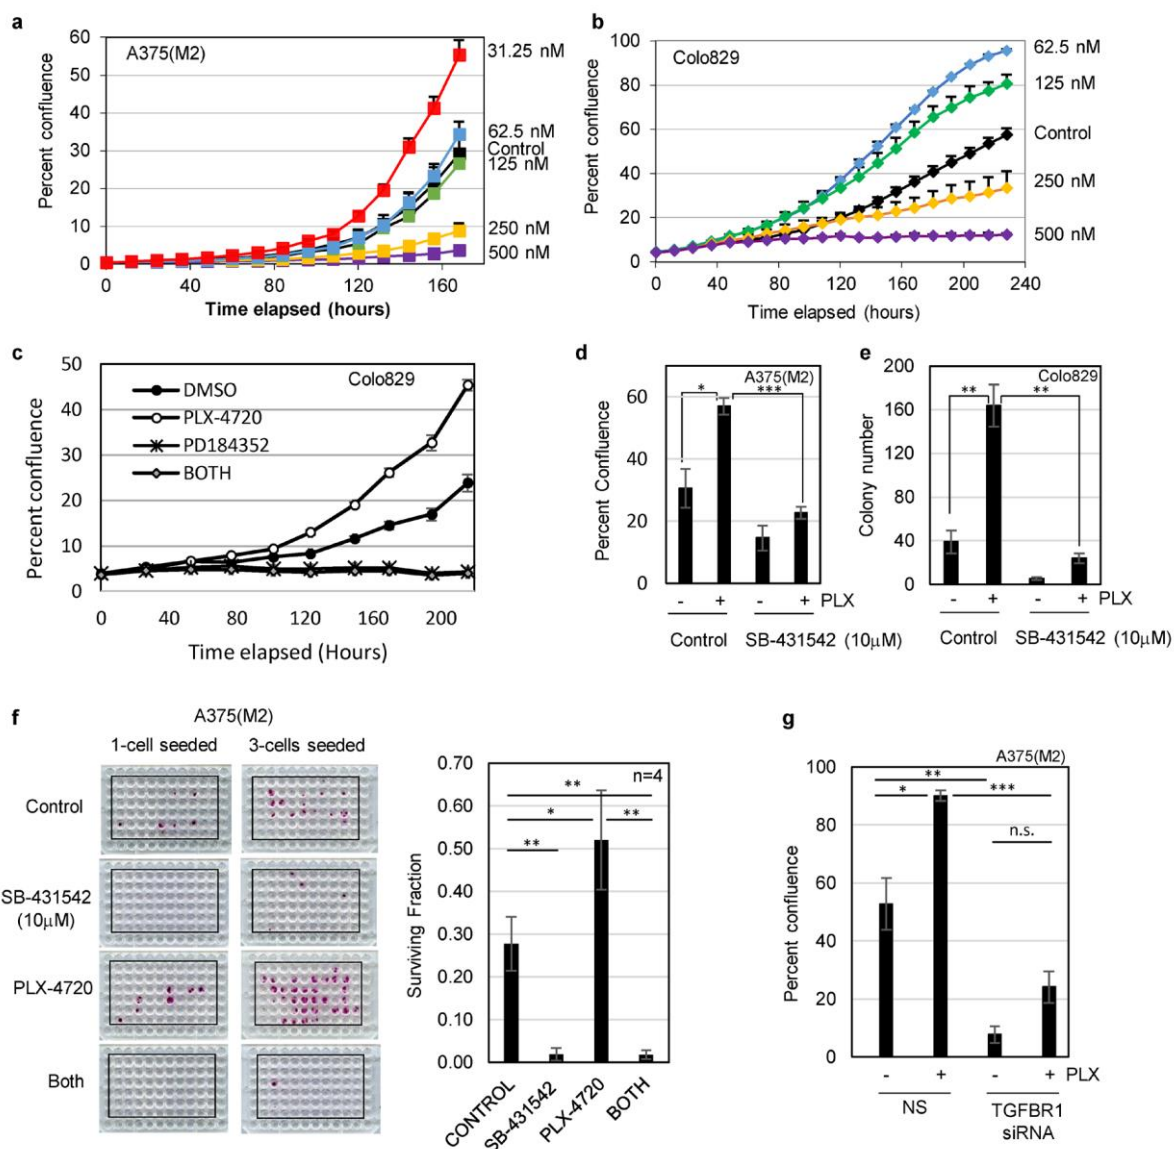 a
A375(M2)
Percent confluence
60
50
40
30
20
10
0
0
40
80
120
160
Time elapsed (hours)
31.25 nM
62.5 nM
Control
125 nM
250 nM
500 nM
b
Colo829
Percent confluence
100
80
60
40
20
0
0
40
80
120
160
200
240
Time elapsed (hours)
62.5 nM
125 nM
Control
250 nM
500 nM
c
Colo829
DMSO
PLX-4720
PD184352
BOTH
Percent confluence
50
40
30
20
10
0
0
40
80
120
160
200
Time elapsed (Hours)
d
A375(M2)
Percent Confluence
60
40
20
0
*
***
- + - + PLX
Control SB-431542 (10μM)
e
Colo829
Colony number
200
160
120
80
40
0
**
**
- + - + PLX
Control SB-431542 (10μM)
f
A375(M2)
1-cell seeded 3-cells seeded
Control
SB-431542
(10μM)
PLX-4720
Both
Surviving Fraction
0.70
0.60
0.50
0.40
0.30
0.20
0.10
0.00
n=4
**
*
**
**
CONTROL
SB-431542
PLX-4720
BOTH
g
A375(M2)
Percent confluence
100
80
60
40
20
0
**
*
***
n.s.
- + - + PLX
NS TGFBR1
siRNA